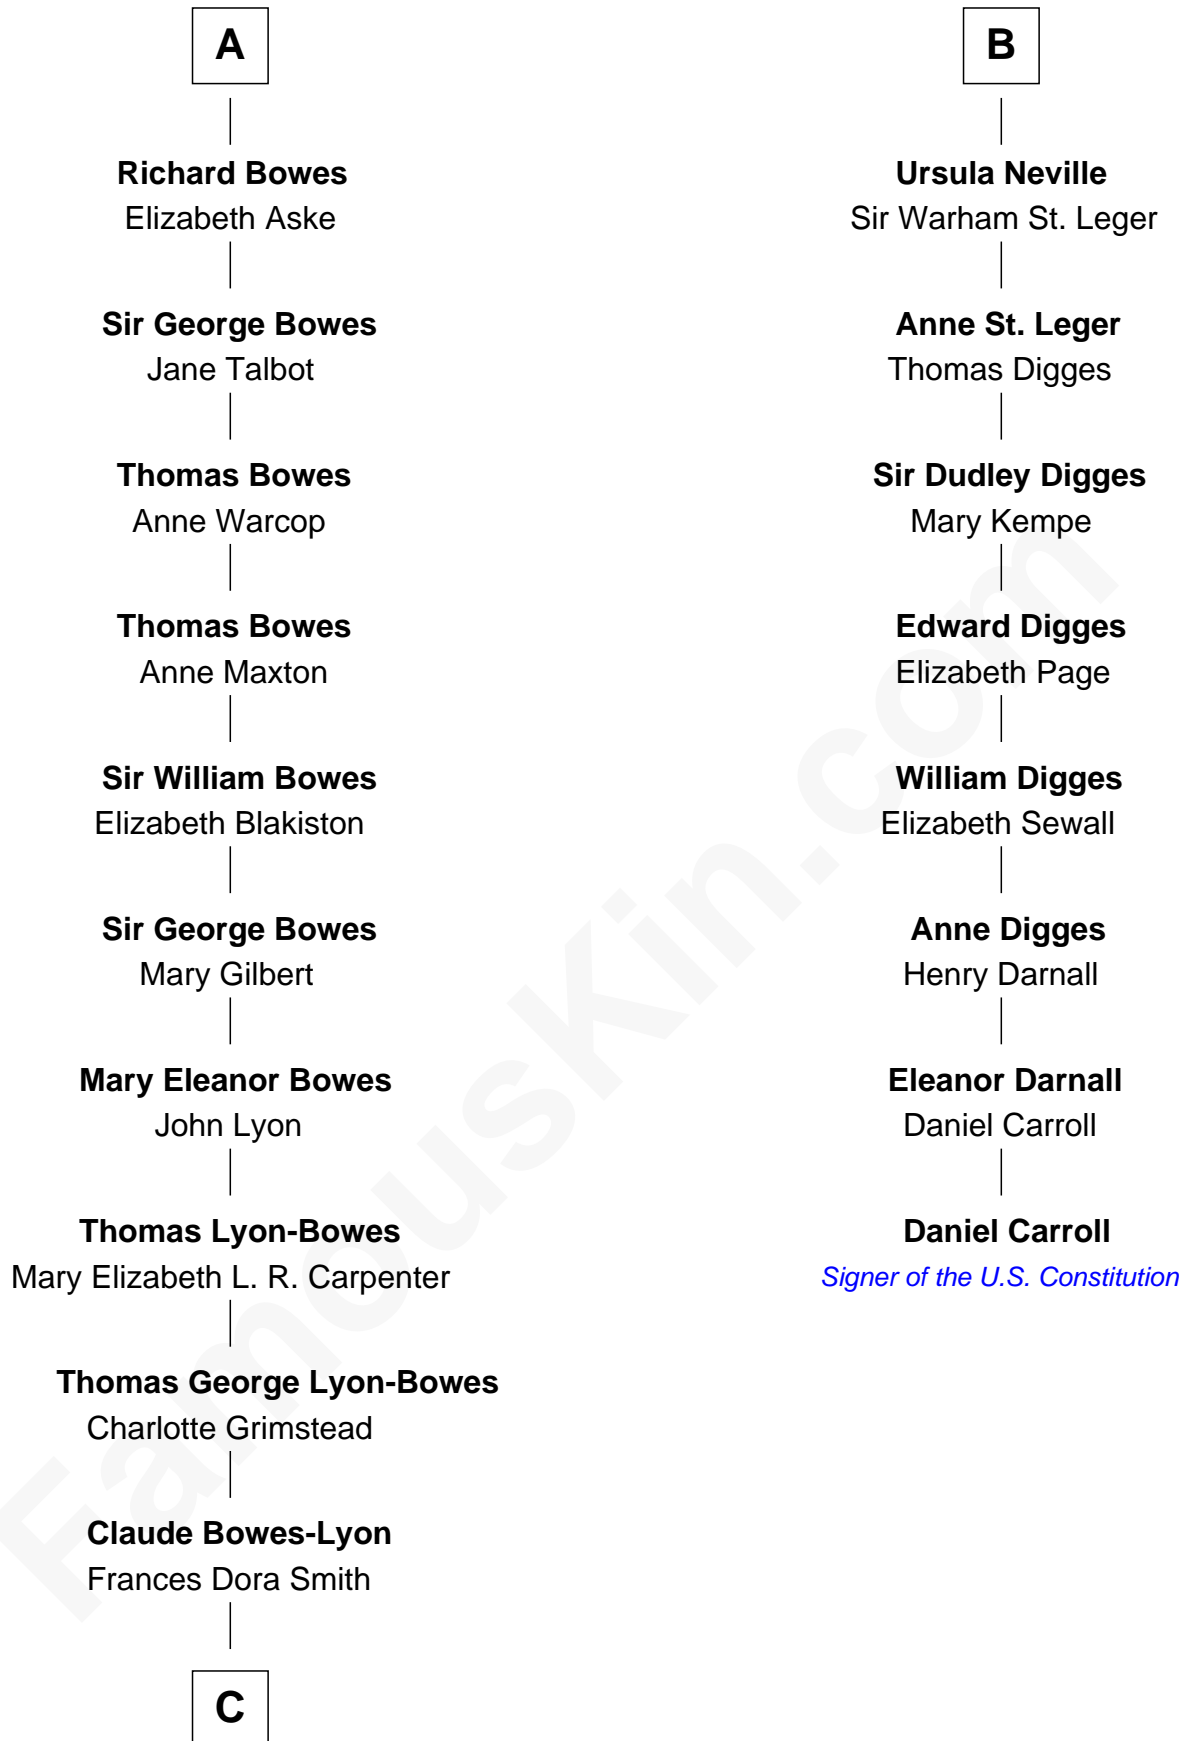 A
Richard Bowes
Elizabeth Aske
Sir George Bowes
Jane Talbot
Thomas Bowes
Anne Warcop
Thomas Bowes
Anne Maxton
Sir William Bowes
Elizabeth Blakiston
Sir George Bowes
Mary Gilbert
Mary Eleanor Bowes
John Lyon
Thomas Lyon-Bowes
Mary Elizabeth L. R. Carpenter
Thomas George Lyon-Bowes
Charlotte Grimstead
Claude Bowes-Lyon
Frances Dora Smith
C
B
Ursula Neville
Sir Warham St. Leger
Anne St. Leger
Thomas Digges
Sir Dudley Digges
Mary Kempe
Edward Digges
Elizabeth Page
William Digges
Elizabeth Sewall
Anne Digges
Henry Darnall
Eleanor Darnall
Daniel Carroll
Daniel Carroll
Signer of the U.S. Constitution
FamousKin.com